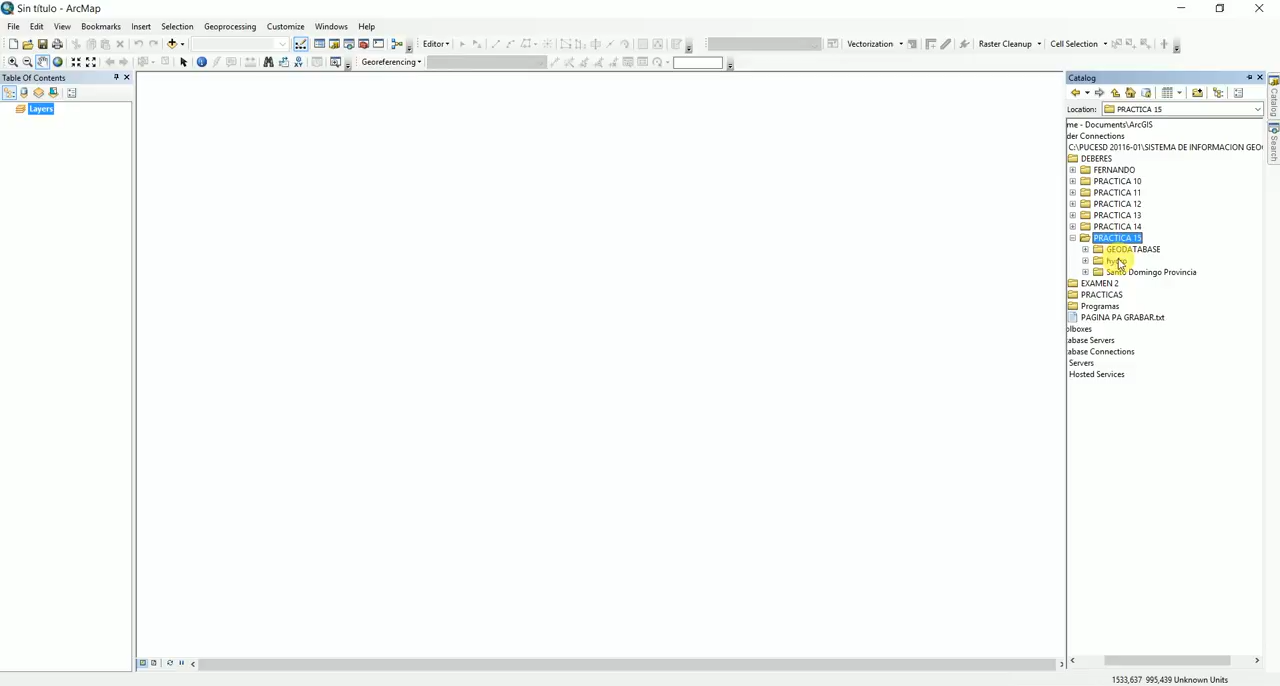 Sin título - ArcMap
File Edit View Bookmarks Insert Selection Geoprocessing Customize Windows Help
Editor Vectorization Raster Cleanup Cell Selection
Georeferencing
Table Of Contents
Layers
Catalog
Location: PRACTICA 15
me - Documents\ArcGIS
der Connections
C:\PUCESD 20116-01\SISTEMA DE INFORMACION GEO
DEBERES
FERNANDO
PRACTICA 10
PRACTICA 11
PRACTICA 12
PRACTICA 13
PRACTICA 14
PRACTICA 15
GEODATABASE
Santo Domingo Provincia
EXAMEN 2
PRACTICAS
Programas
PAGINA PA GRABAR.txt
olboxes
abase Servers
abase Connections
Servers
Hosted Services
Catalog
Search
1533,637 995,439 Unknown Units